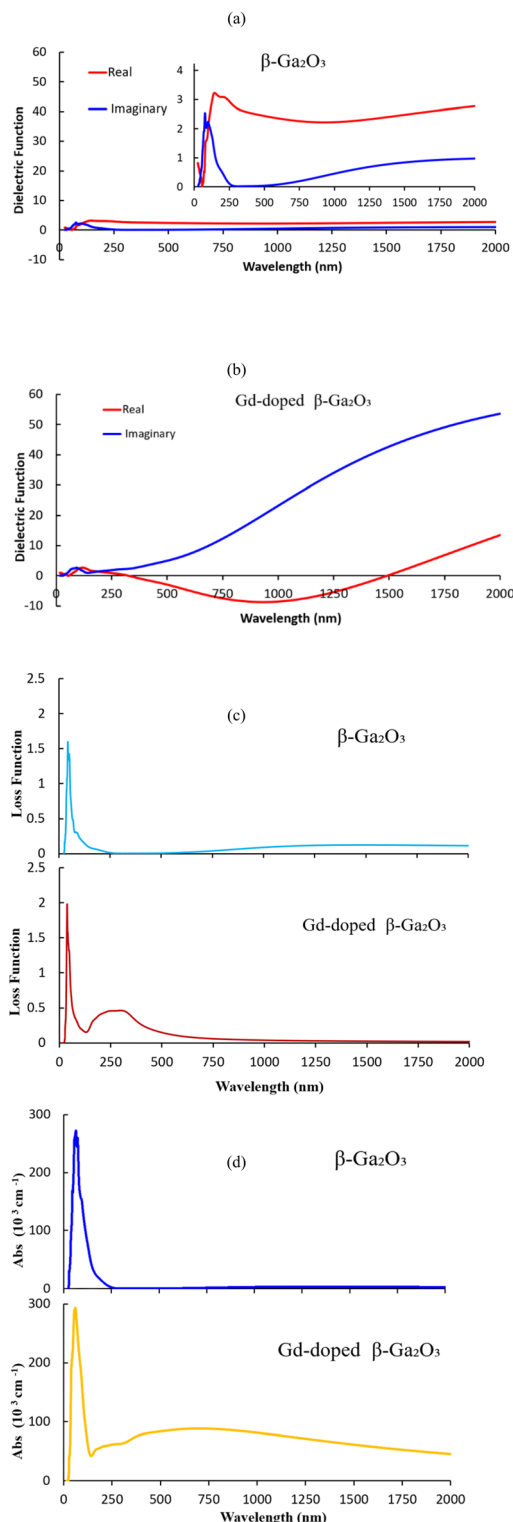 (a)
β-Ga₂O₃
60
50
40
30
20
10
0
-10
Dielectric Function
Real
Imaginary
4
3
2
1
0
0 250 500 750 1000 1250 1500 1750 2000
0 250 500 750 1000 1250 1500 1750 2000
Wavelength (nm)
(b)
Gd-doped β-Ga₂O₃
60
50
40
30
20
10
0
-10
Dielectric Function
Real
Imaginary
0 250 500 750 1000 1250 1500 1750 2000
Wavelength (nm)
(c)
β-Ga₂O₃
2.5
2
1.5
1
0.5
0
Loss Function
Gd-doped β-Ga₂O₃
2.5
2
1.5
1
0.5
0
Loss Function
0 250 500 750 1000 1250 1500 1750 2000
Wavelength (nm)
(d)
β-Ga₂O₃
300
200
100
0
Abs (10 ³ cm ⁻¹)
Gd-doped β-Ga₂O₃
300
200
100
0
Abs (10 ³ cm ⁻¹)
0 250 500 750 1000 1250 1500 1750 2000
Wavelength (nm)